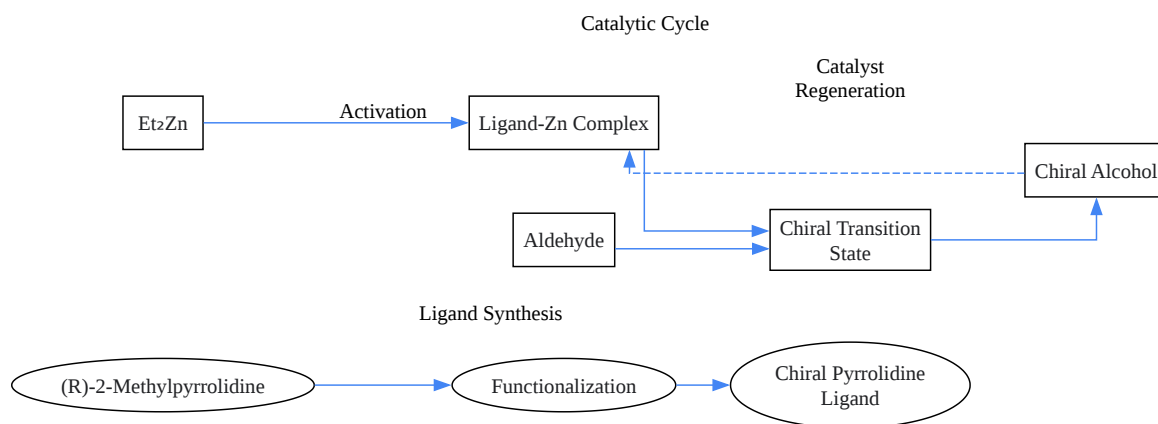 Catalytic Cycle
Catalyst
Regeneration
Activation
Et₂Zn
Ligand-Zn Complex
Chiral Alcohol
Aldehyde
Chiral Transition
State
Ligand Synthesis
(R)-2-Methylpyrrolidine
Functionalization
Chiral Pyrrolidine
Ligand